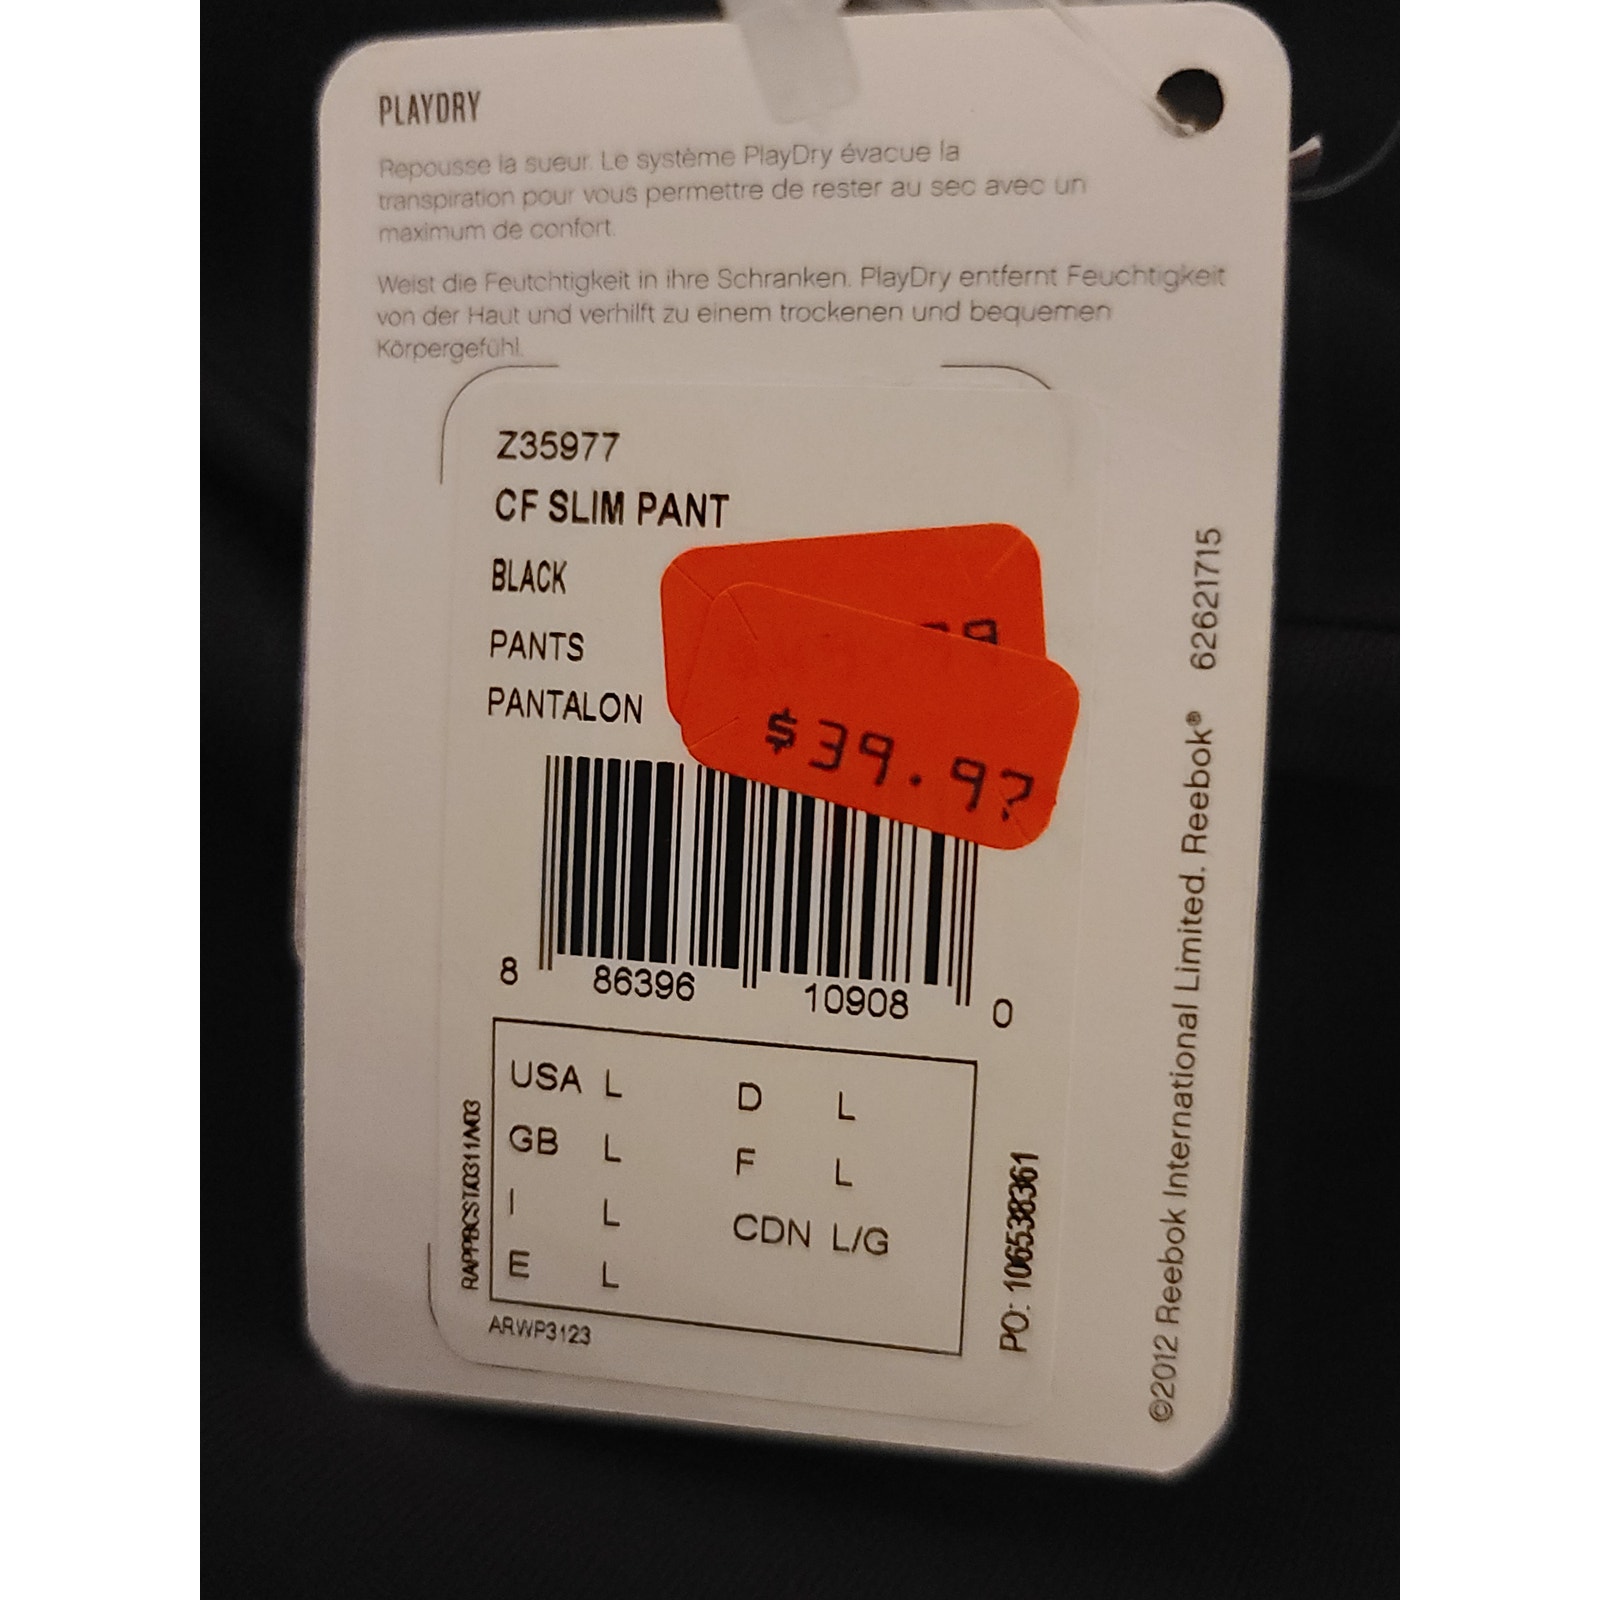 PLAYDRY
Repousse la sueur. Le système PlayDry évacue la
transpiration pour vous permettre de rester au sec avec un
maximum de confort.
Weist die Feutchtigkeit in ihre Schranken. PlayDry entfernt Feuchtigkeit
von der Haut und verhilft zu einem trockenen und bequemen
Körpergefühl.
Z35977
CF SLIM PANT
BLACK
PANTS
PANTALON
$39.97
8 86396 10908 0
USA L D L
GB L F L
I L CDN L/G
E L
ARWP3123
PO: 106538361
©2012 Reebok International Limited. Reebok® 62621715